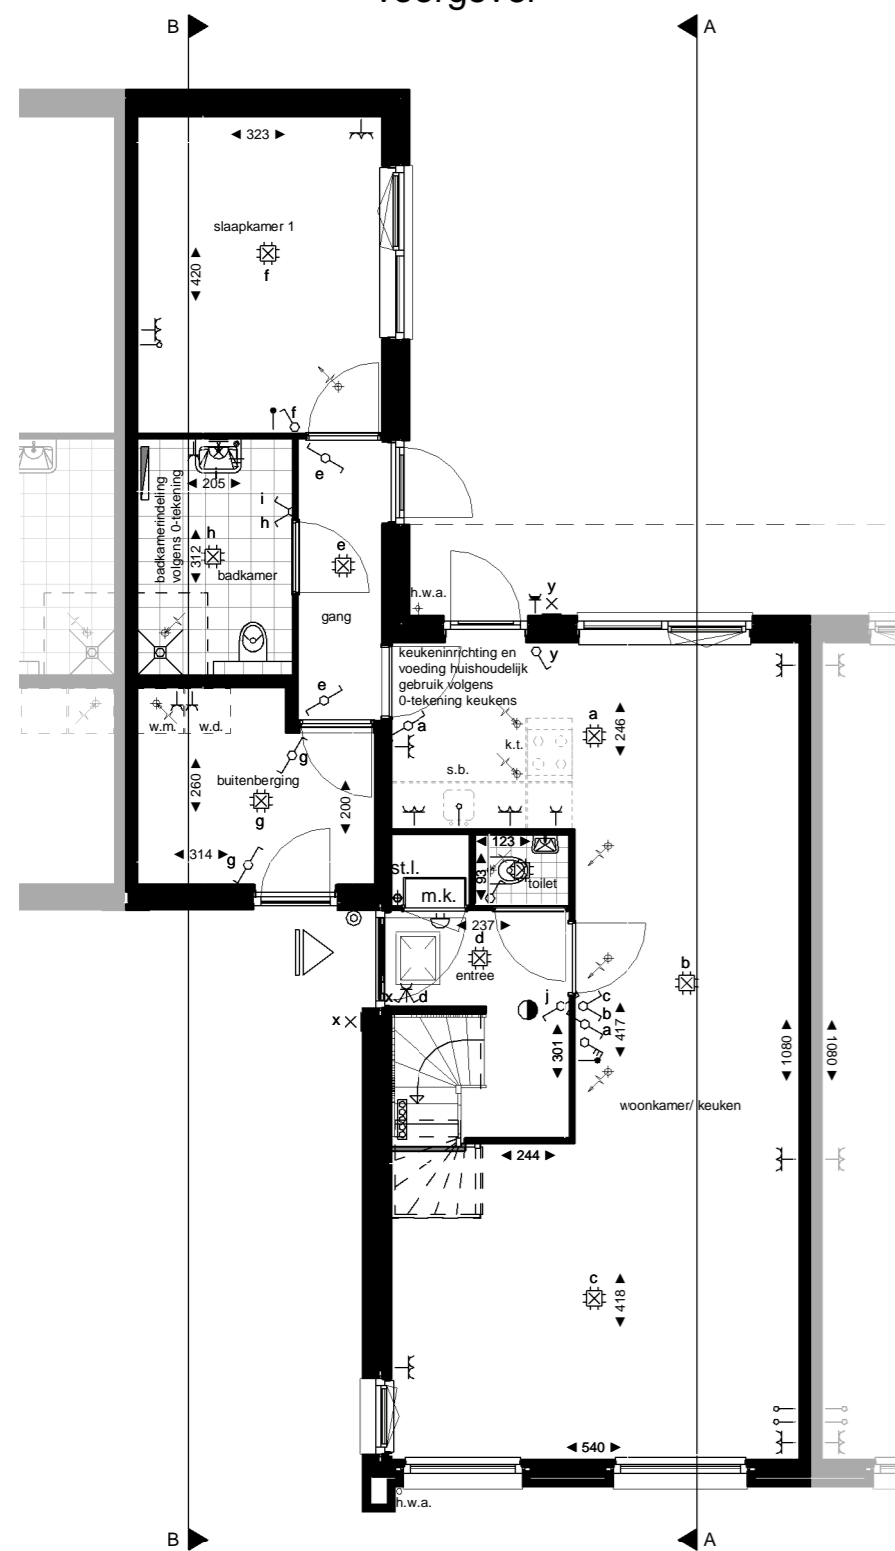 B
A
323
slaapkamer 1
420
f
f
e
205
i
h
badkamerindeling
volgens 0-tekening
h
312
badkamer
e
gang
h.w.a.
y
y
keukeninrichting en
voeding huishoudelijk
gebruik volgens
0-tekening keukens
e
a
a
246
w.m.
w.d.
k.t.
s.b.
g
buitenberging
260
g
200
314
g
123
93
toilet
st.l.
m.k.
237
d
entree
b
x
d
j
c
b
a
417
x
301
1080
1080
woonkamer/ keuken
244
c
418
540
h.w.a.
B
A